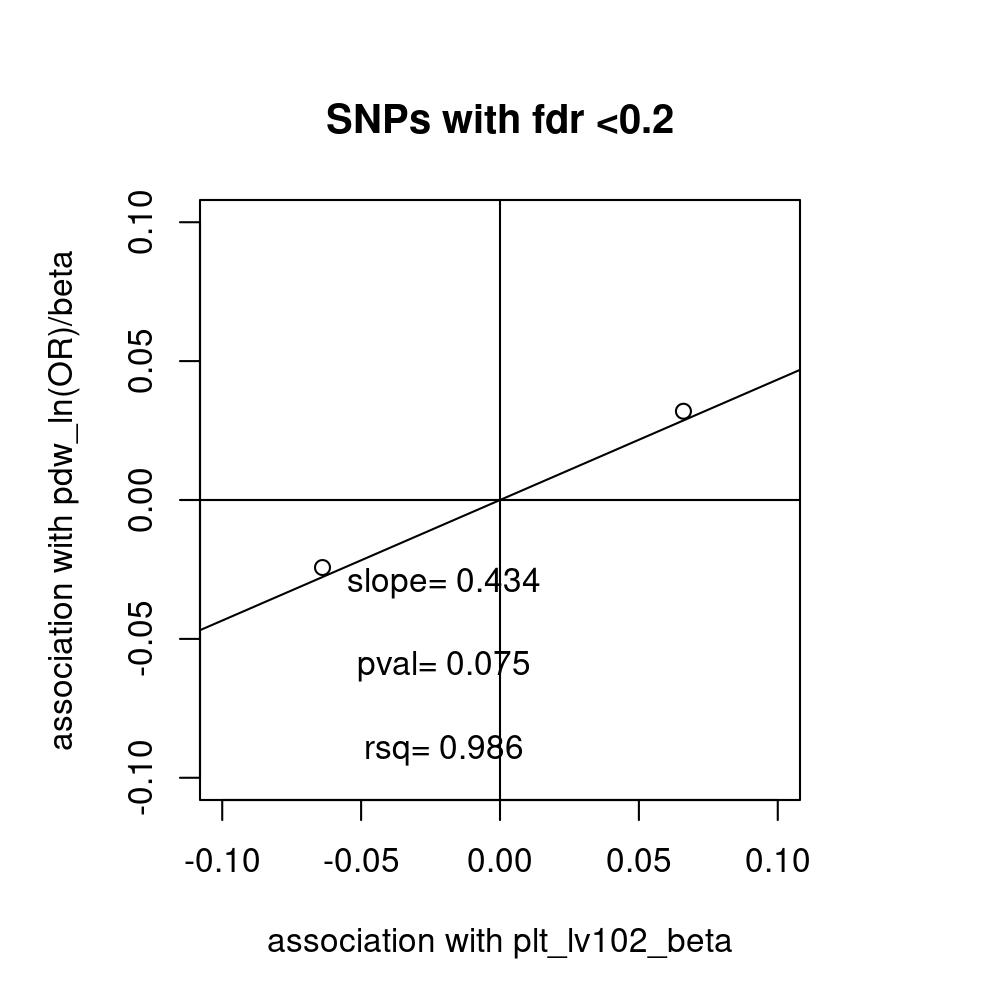 SNPs with fdr <0.2
association with pdw_ln(OR)/beta
0.10
0.05
0.00
-0.05
-0.10
slope= 0.434
pval= 0.075
rsq= 0.986
-0.10 -0.05 0.00 0.05 0.10
association with plt_lv102_beta